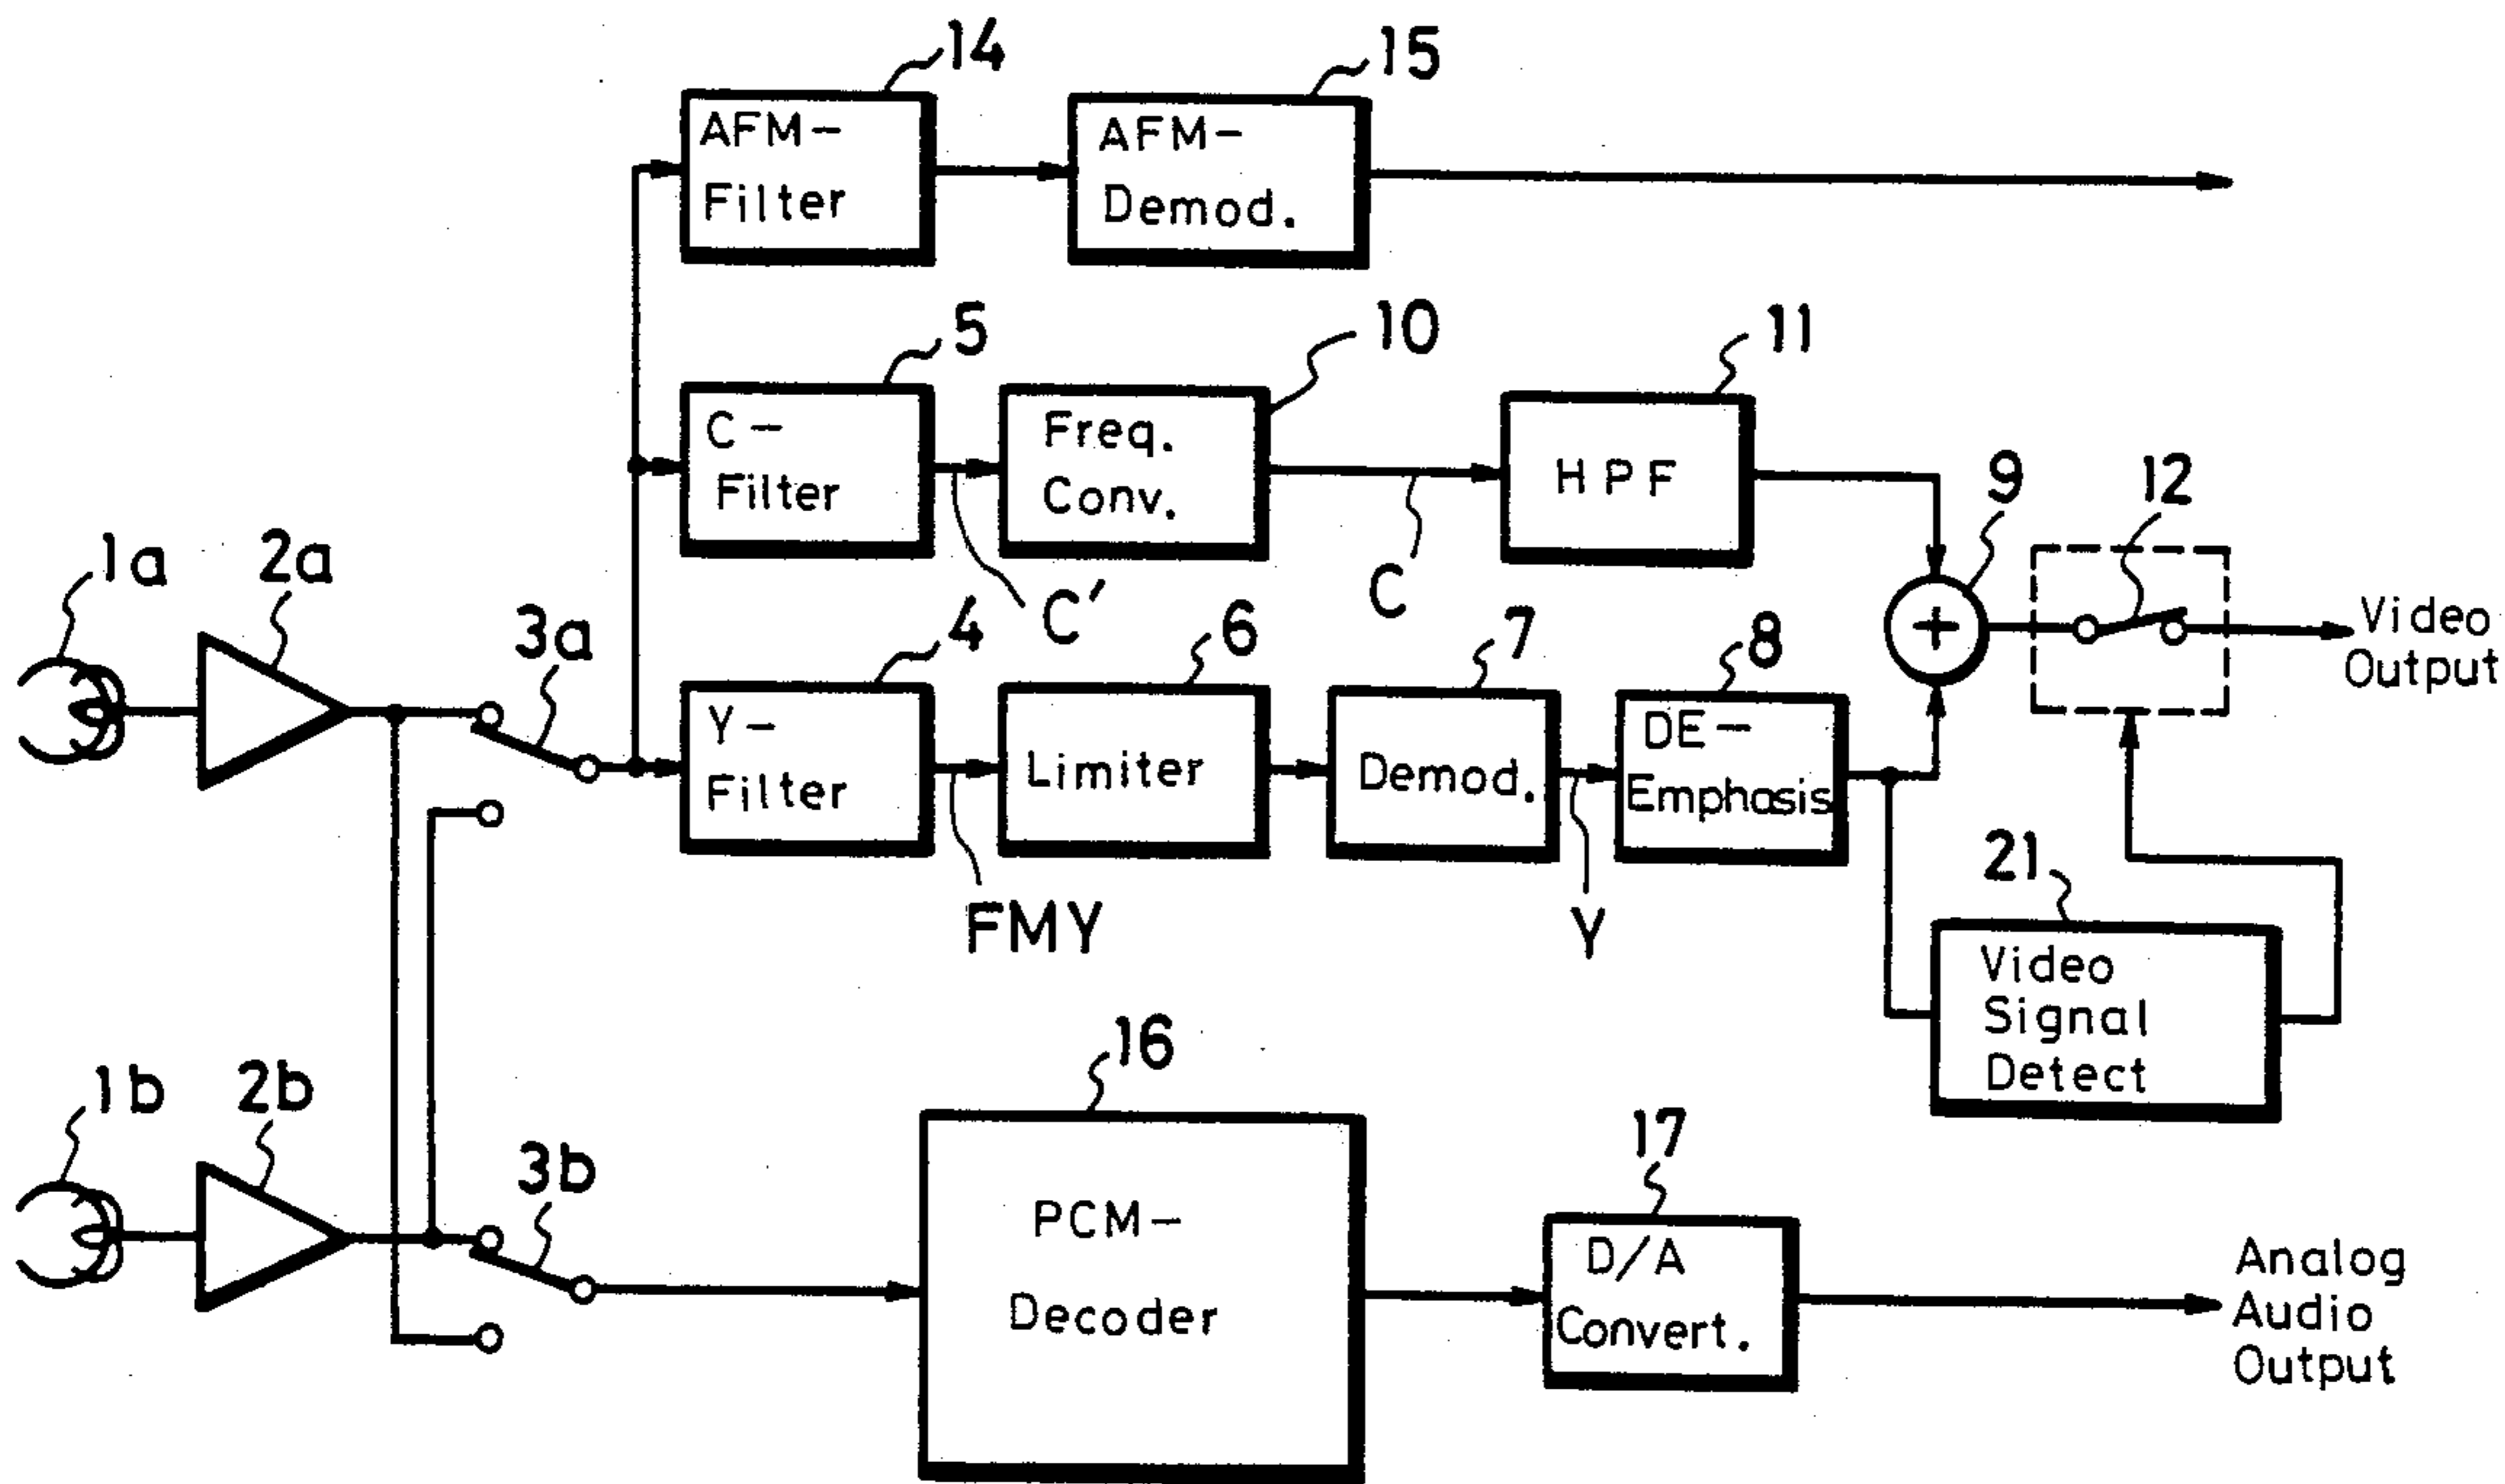 14
15
AFM-
Filter
AFM-
Demod.
5
10
11
C-
Filter
Freq.
Conv.
HPF
9
12
C'
C
Video
Output
1a
2a
3a
4
6
7
8
Y-
Filter
Limiter
Demod.
DE-
Emphasis
FMY
Y
21
Video
Signal
Detect
1b
2b
3b
16
PCM-
Decoder
17
D/A
Convert.
Analog
Audio
Output